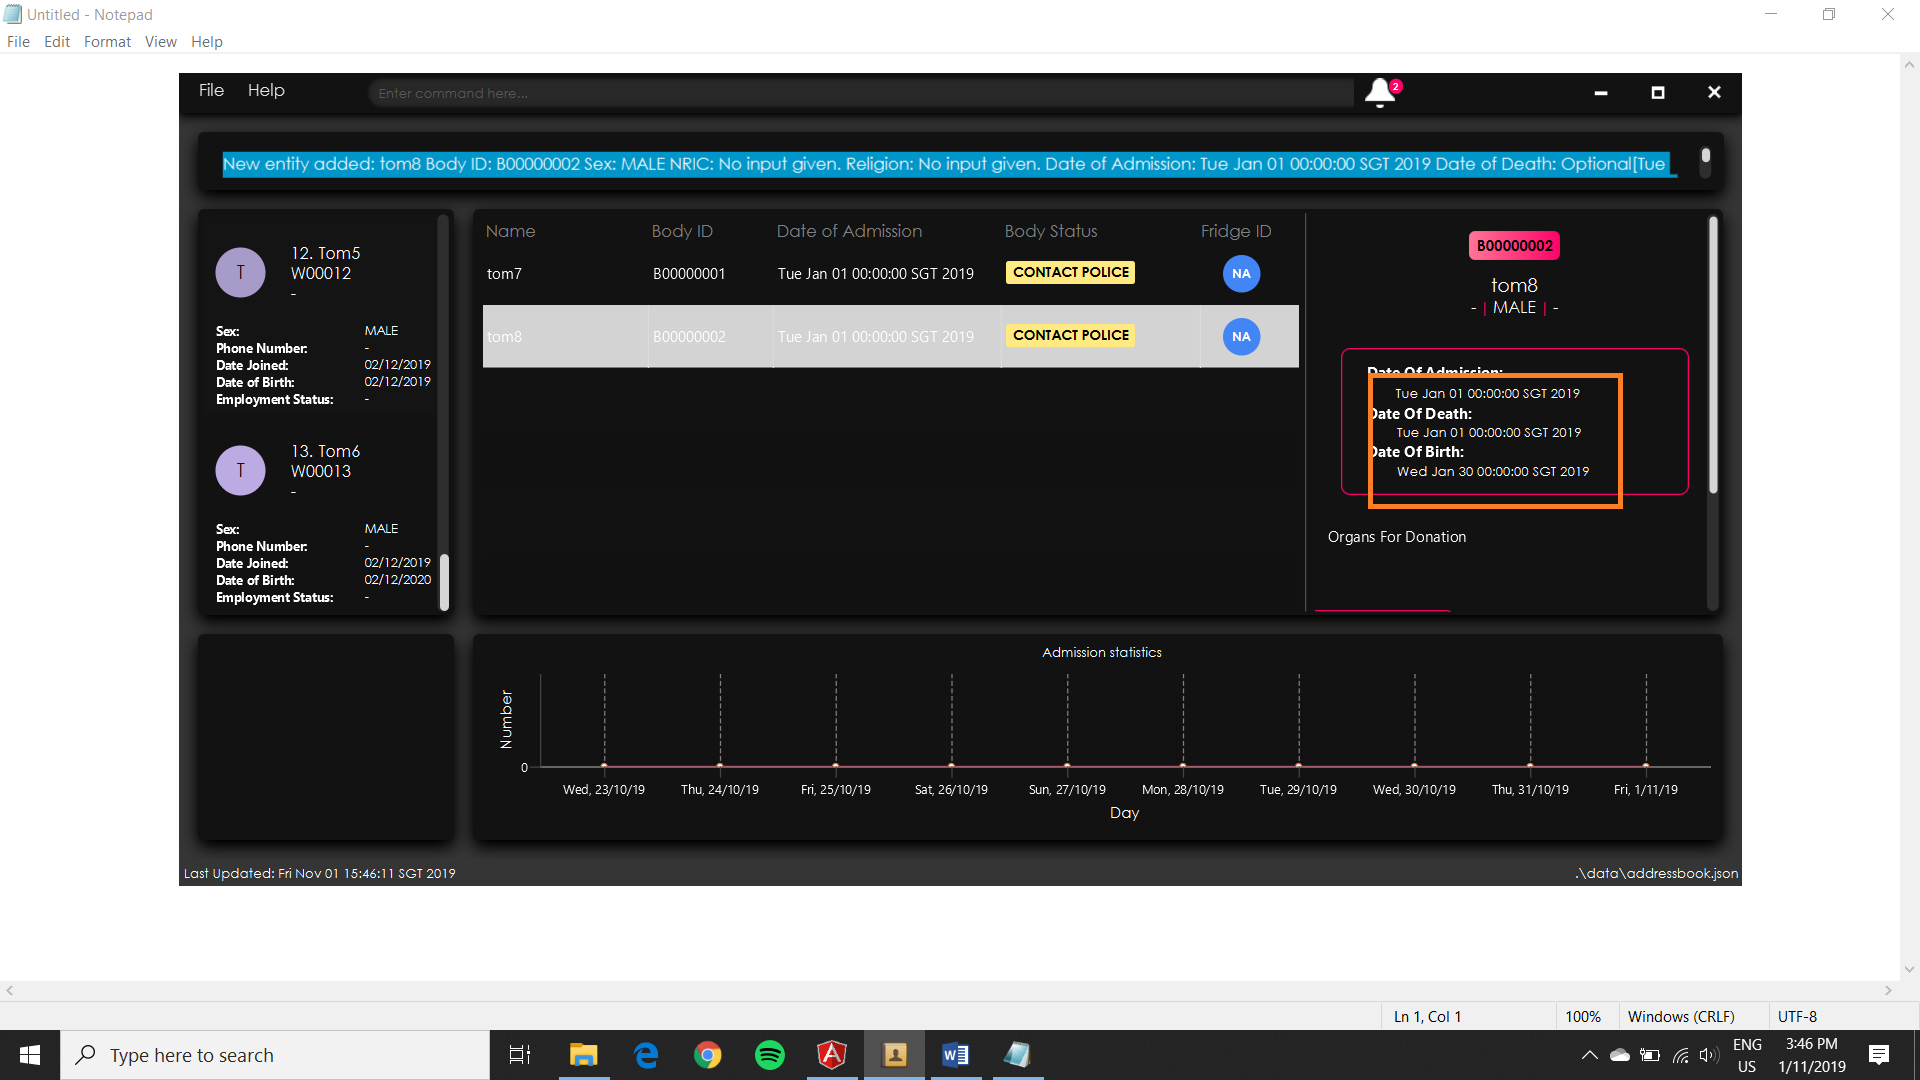 Untitled - Notepad
File Edit Format View Help
File Help
Enter command here...
2
New entity added: tom8 Body ID: B00000002 Sex: MALE NRIC: No input given. Religion: No input given. Date of Admission: Tue Jan 01 00:00:00 SGT 2019 Date of Death: Optional[Tue
T
12. Tom5
W00012
-
Sex: MALE
Phone Number: -
Date Joined: 02/12/2019
Date of Birth: 02/12/2019
Employment Status: -
T
13. Tom6
W00013
-
Sex: MALE
Phone Number: -
Date Joined: 02/12/2019
Date of Birth: 02/12/2020
Employment Status: -
Name Body ID Date of Admission Body Status Fridge ID
tom7 B00000001 Tue Jan 01 00:00:00 SGT 2019 CONTACT POLICE NA
tom8 B00000002 Tue Jan 01 00:00:00 SGT 2019 CONTACT POLICE NA
B00000002
tom8
- | MALE | -
Date Of Admission:
Tue Jan 01 00:00:00 SGT 2019
Date Of Death:
Tue Jan 01 00:00:00 SGT 2019
Date Of Birth:
Wed Jan 30 00:00:00 SGT 2019
Organs For Donation
Admission statistics
Number
0
Wed, 23/10/19 Thu, 24/10/19 Fri, 25/10/19 Sat, 26/10/19 Sun, 27/10/19 Mon, 28/10/19 Tue, 29/10/19 Wed, 30/10/19 Thu, 31/10/19 Fri, 1/11/19
Day
Last Updated: Fri Nov 01 15:46:11 SGT 2019
.\data\addressbook.json
Ln 1, Col 1 100% Windows (CRLF) UTF-8
Type here to search
ENG
US
3:46 PM
1/11/2019